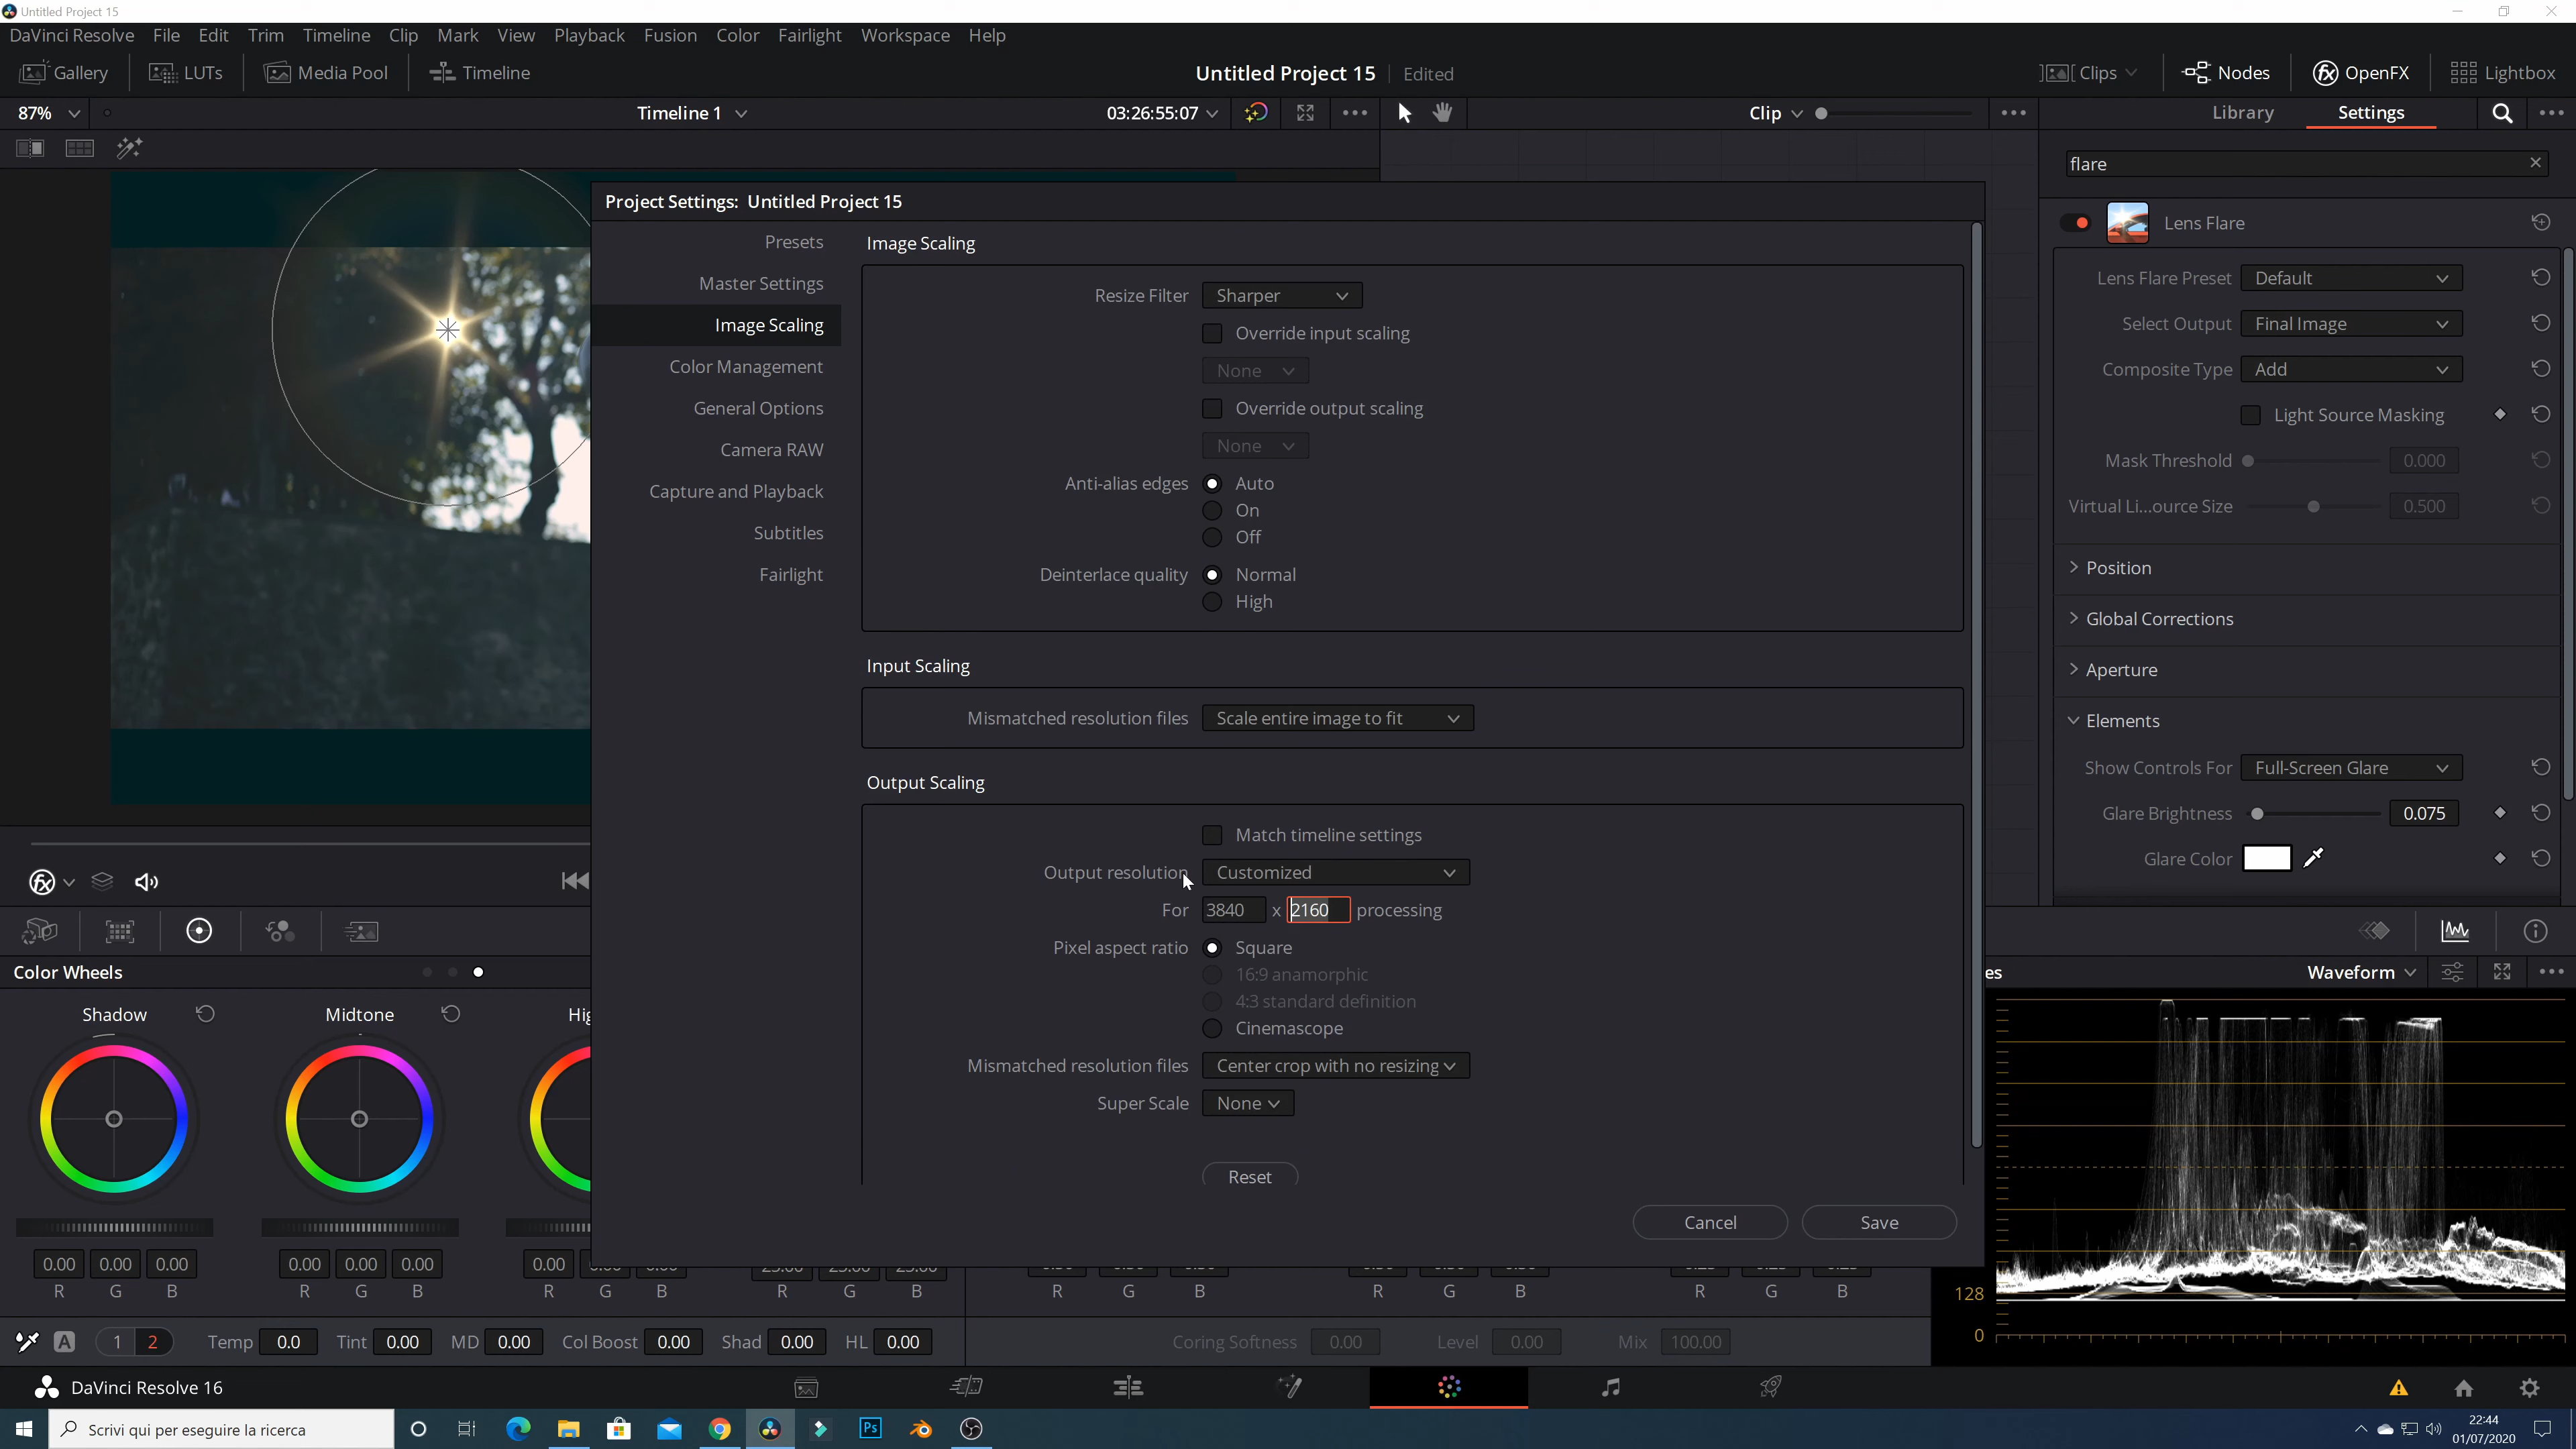 Untitled Project 15
DaVinci Resolve File Edit Trim Timeline Clip Mark View Playback Fusion Color Fairlight Workspace Help
Gallery LUTs Media Pool Timeline Untitled Project 15 Edited Clips Nodes OpenFX Lightbox
87% Timeline 1 03:26:55:07 Clip Library Settings
flare
Project Settings: Untitled Project 15
Presets
Master Settings
Image Scaling
Color Management
General Options
Camera RAW
Capture and Playback
Subtitles
Fairlight
Image Scaling
Resize Filter Sharper
Override input scaling
None
Override output scaling
None
Anti-alias edges Auto
On
Off
Deinterlace quality Normal
High
Input Scaling
Mismatched resolution files Scale entire image to fit
Output Scaling
Match timeline settings
Output resolution Customized
For 3840 x 2160 processing
Pixel aspect ratio Square
16:9 anamorphic
4:3 standard definition
Cinemascope
Mismatched resolution files Center crop with no resizing
Super Scale None
Reset
Cancel Save
Lens Flare
Lens Flare Preset Default
Select Output Final Image
Composite Type Add
Light Source Masking
Mask Threshold 0.000
Virtual Li...ource Size 0.500
Position
Global Corrections
Aperture
Elements
Show Controls For Full-Screen Glare
Glare Brightness 0.075
Glare Color
Color Wheels
es Waveform
Shadow Midtone Hig
0.00 0.00 0.00 0.00 0.00 0.00 0.00
R G B R G B R G B R G B R G B R G B R G B
128
0
A 1 2 Temp 0.0 Tint 0.00 MD 0.00 Col Boost 0.00 Shad 0.00 HL 0.00 Coring Softness 0.00 Level 0.00 Mix 100.00
DaVinci Resolve 16
Scrivi qui per eseguire la ricerca
Ps
22:44
01/07/2020